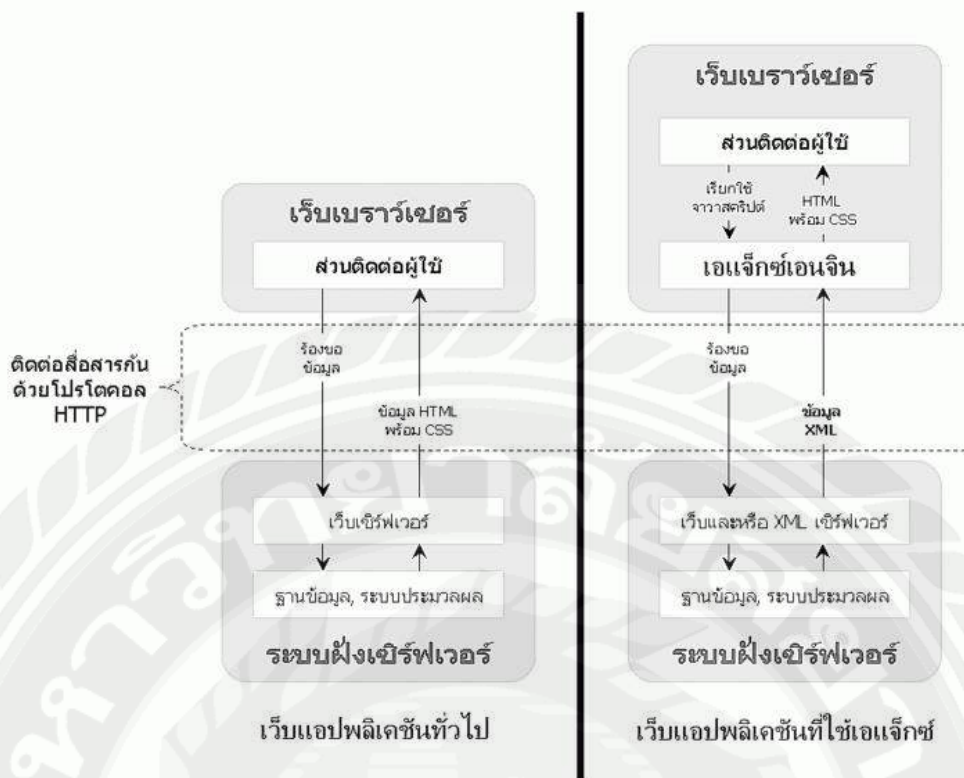 เว็บเบราว์เซอร์
ส่วนติดต่อผู้ใช้
ติดต่อสื่อสารกัน
ด้วยโปรโตคอล
HTTP
ร้องขอ
ข้อมูล
ข้อมูล HTML
พร้อม CSS
เว็บเซิร์ฟเวอร์
ฐานข้อมูล, ระบบประมวลผล
ระบบฝั่งเซิร์ฟเวอร์
เว็บแอปพลิเคชันทั่วไป
เว็บเบราว์เซอร์
ส่วนติดต่อผู้ใช้
เรียกใช้
จาวาสคริปต์
HTML
พร้อม CSS
เอแจ็กซ์เอนจิน
ร้องขอ
ข้อมูล
ข้อมูล
XML
เว็บและหรือ XML เซิร์ฟเวอร์
ฐานข้อมูล, ระบบประมวลผล
ระบบฝั่งเซิร์ฟเวอร์
เว็บแอปพลิเคชันที่ใช้เอแจ็กซ์